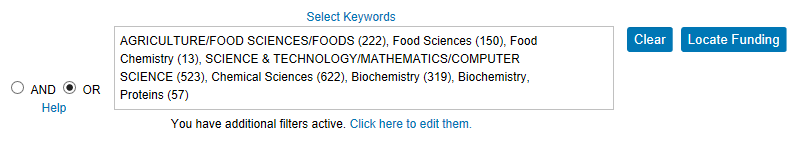 Select Keywords
AGRICULTURE/FOOD SCIENCES/FOODS (222), Food Sciences (150), Food
Chemistry (13), SCIENCE & TECHNOLOGY/MATHEMATICS/COMPUTER
SCIENCE (523), Chemical Sciences (622), Biochemistry (319), Biochemistry,
Proteins (57)
Clear
Locate Funding
AND
OR
Help
You have additional filters active. Click here to edit them.